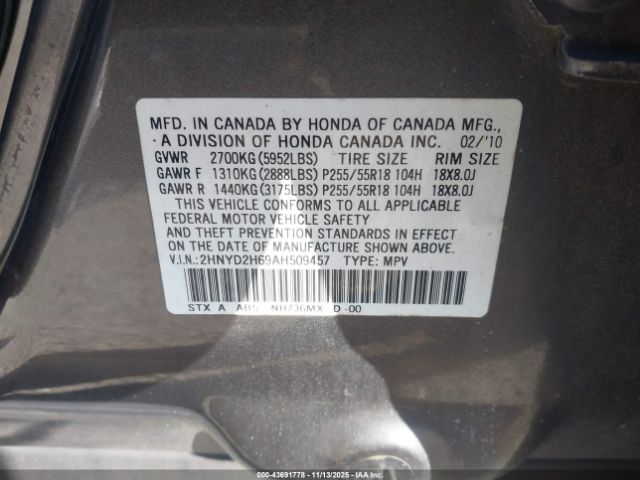 MFD. IN CANADA BY HONDA OF CANADA MFG.,
A DIVISION OF HONDA CANADA INC. 02/'10
GVWR 2700KG(5952LBS) TIRE SIZE RIM SIZE
GAWR F 1310KG(2888LBS) P255/55R18 104H 18X8.0J
GAWR R 1440KG(3175LBS) P255/55R18 104H 18X8.0J
THIS VEHICLE CONFORMS TO ALL APPLICABLE
FEDERAL MOTOR VEHICLE SAFETY
AND THEFT PREVENTION STANDARDS IN EFFECT
ON THE DATE OF MANUFACTURE SHOWN ABOVE.
V.I.N.:2HNYD2H69AH509457 TYPE: MPV
STX A AB5 NH736MX D -00
000-43691778 11/13/2025 IAA Inc.